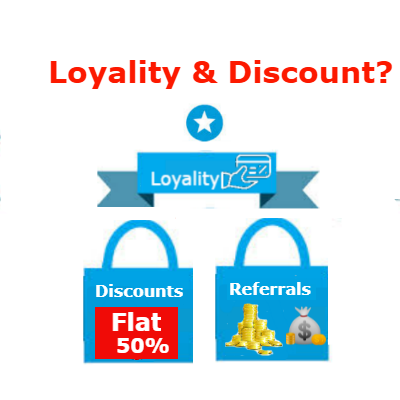 Loyality & Discount?
Loyality
Discounts
Flat
50%
Referrals
$